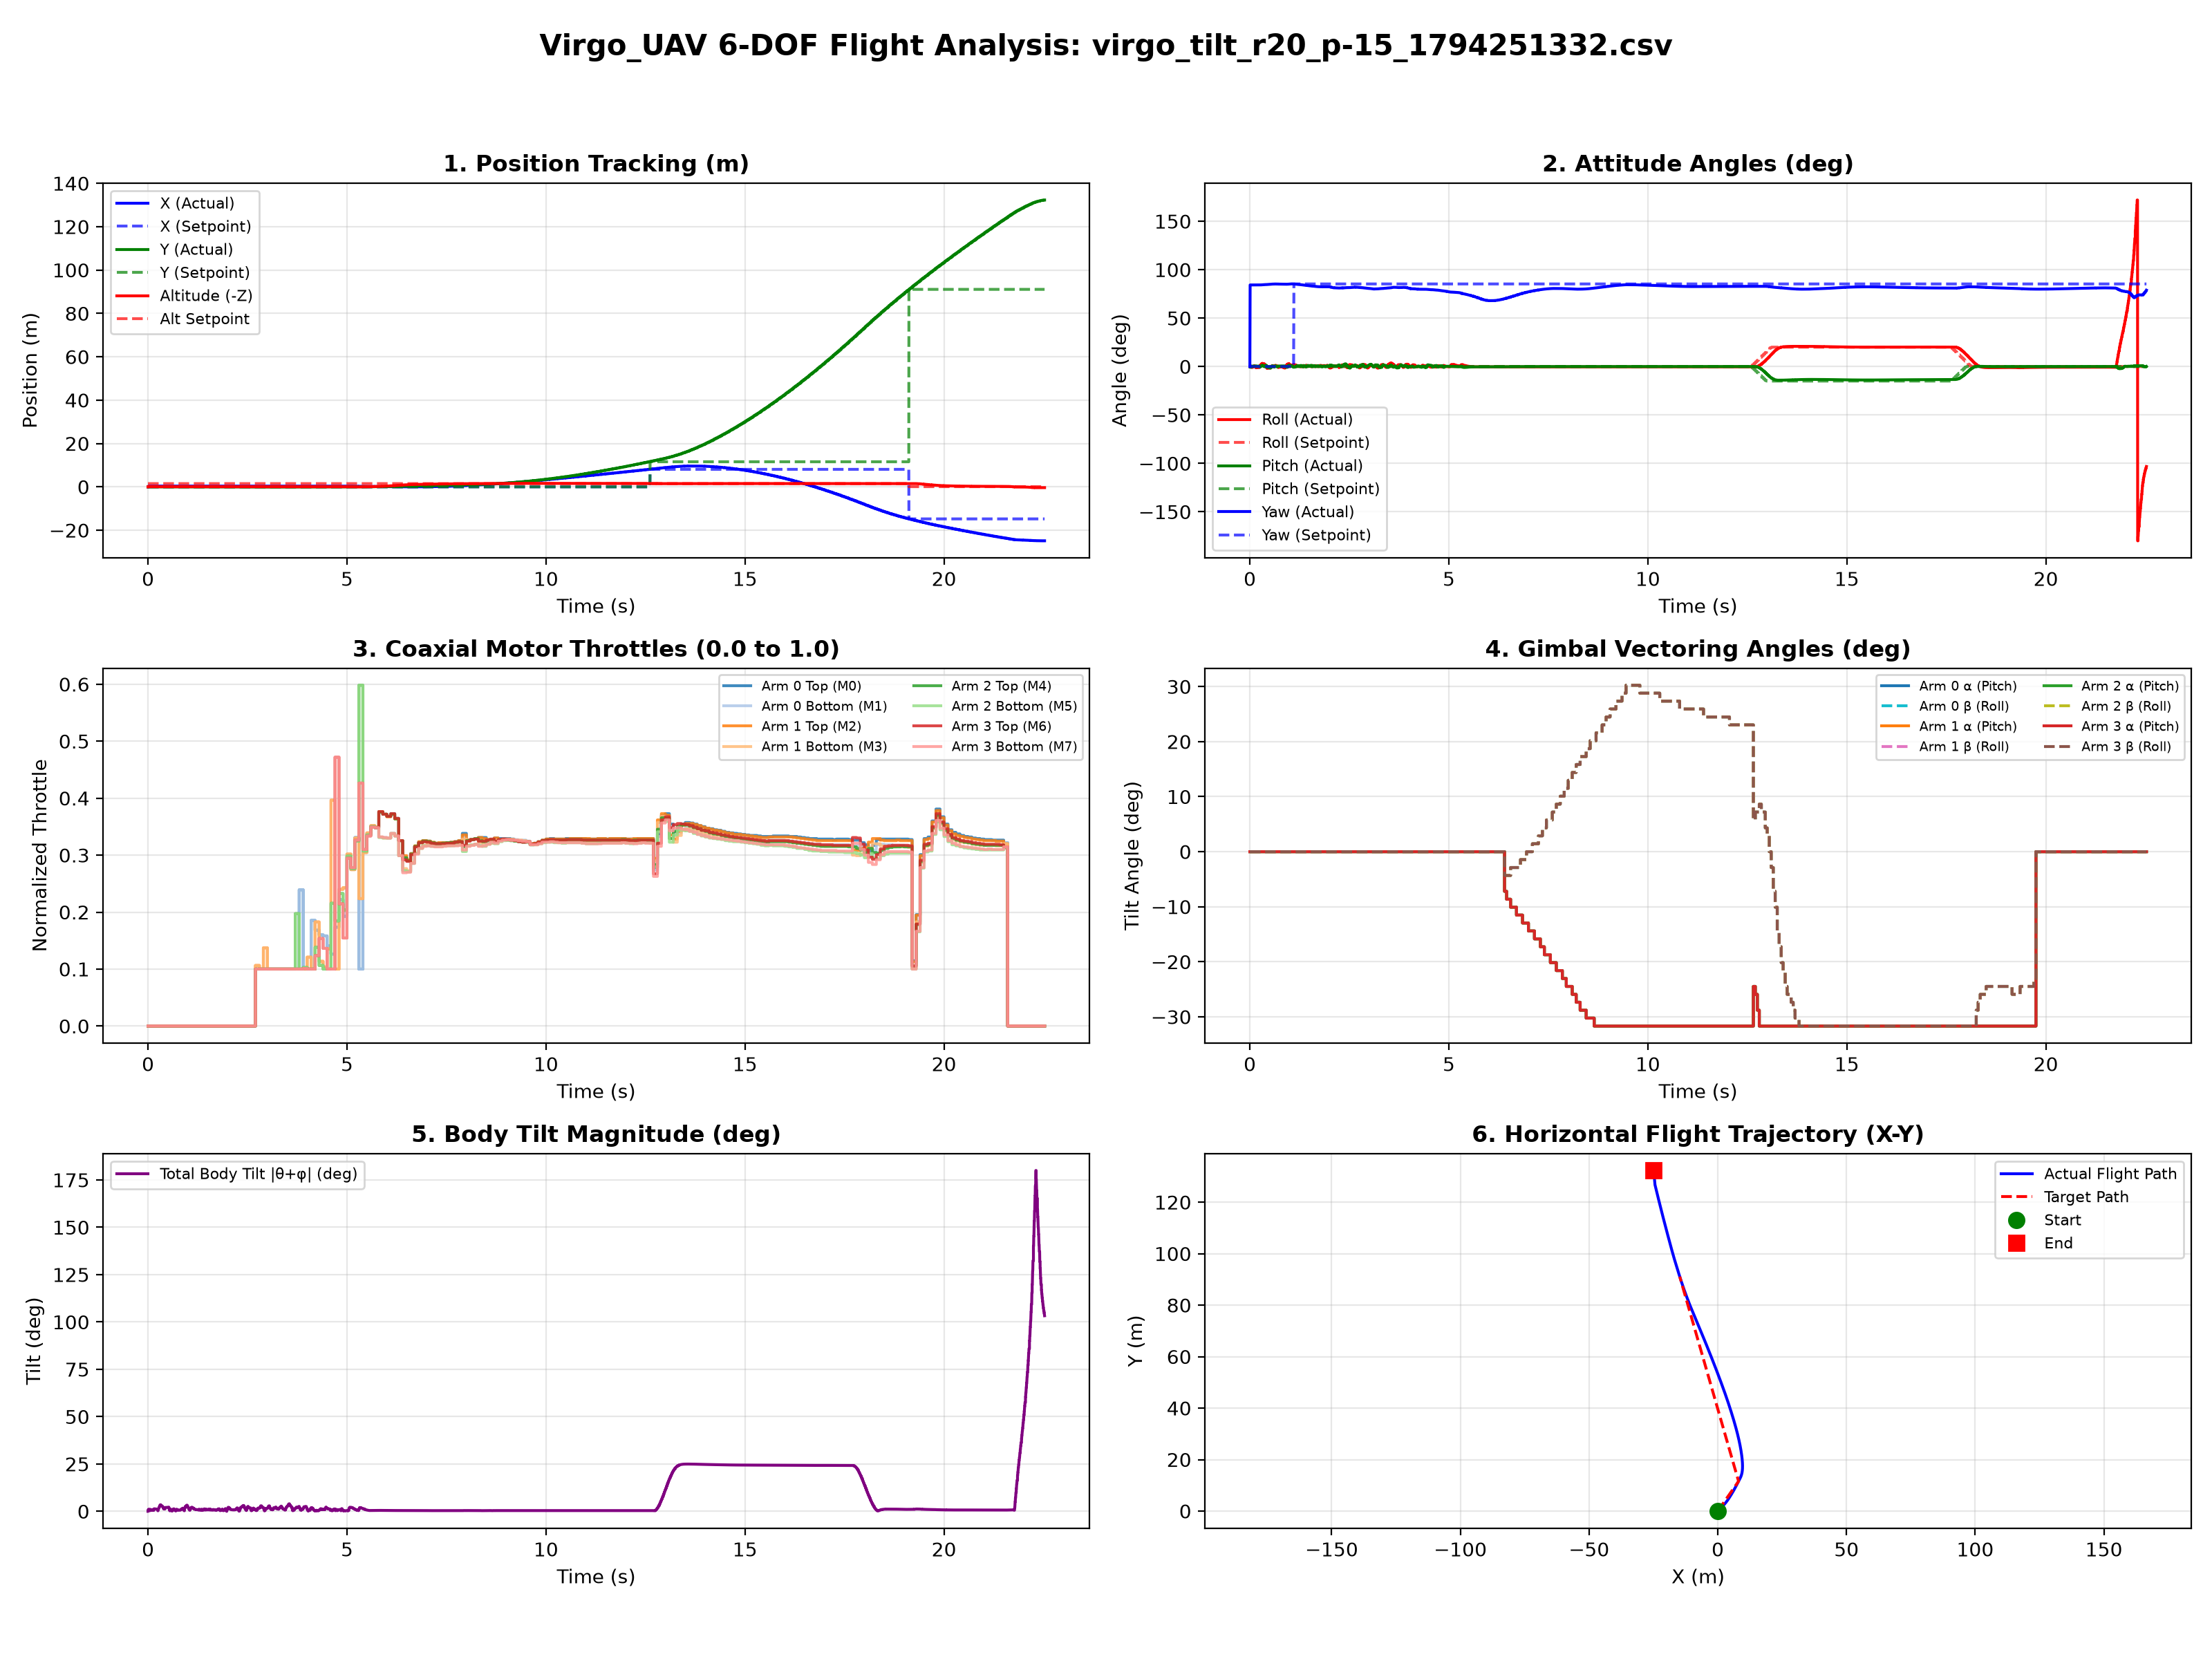 Virgo_UAV 6-DOF Flight Analysis: virgo_tilt_r20_p-15_1794251332.csv
1. Position Tracking (m)
Position (m)
140
120
100
80
60
40
20
0
−20
X (Actual)
X (Setpoint)
Y (Actual)
Y (Setpoint)
Altitude (-Z)
Alt Setpoint
0 5 10 15 20
Time (s)
2. Attitude Angles (deg)
Angle (deg)
150
100
50
0
−50
−100
−150
Roll (Actual)
Roll (Setpoint)
Pitch (Actual)
Pitch (Setpoint)
Yaw (Actual)
Yaw (Setpoint)
0 5 10 15 20
Time (s)
3. Coaxial Motor Throttles (0.0 to 1.0)
Normalized Throttle
0.6
0.5
0.4
0.3
0.2
0.1
0.0
Arm 0 Top (M0)
Arm 0 Bottom (M1)
Arm 1 Top (M2)
Arm 1 Bottom (M3)
Arm 2 Top (M4)
Arm 2 Bottom (M5)
Arm 3 Top (M6)
Arm 3 Bottom (M7)
0 5 10 15 20
Time (s)
4. Gimbal Vectoring Angles (deg)
Tilt Angle (deg)
30
20
10
0
−10
−20
−30
Arm 0 α (Pitch)
Arm 0 β (Roll)
Arm 1 α (Pitch)
Arm 1 β (Roll)
Arm 2 α (Pitch)
Arm 2 β (Roll)
Arm 3 α (Pitch)
Arm 3 β (Roll)
0 5 10 15 20
Time (s)
5. Body Tilt Magnitude (deg)
Tilt (deg)
175
150
125
100
75
50
25
0
Total Body Tilt |θ+φ| (deg)
0 5 10 15 20
Time (s)
6. Horizontal Flight Trajectory (X-Y)
Y (m)
120
100
80
60
40
20
0
Actual Flight Path
Target Path
Start
End
−150 −100 −50 0 50 100 150
X (m)